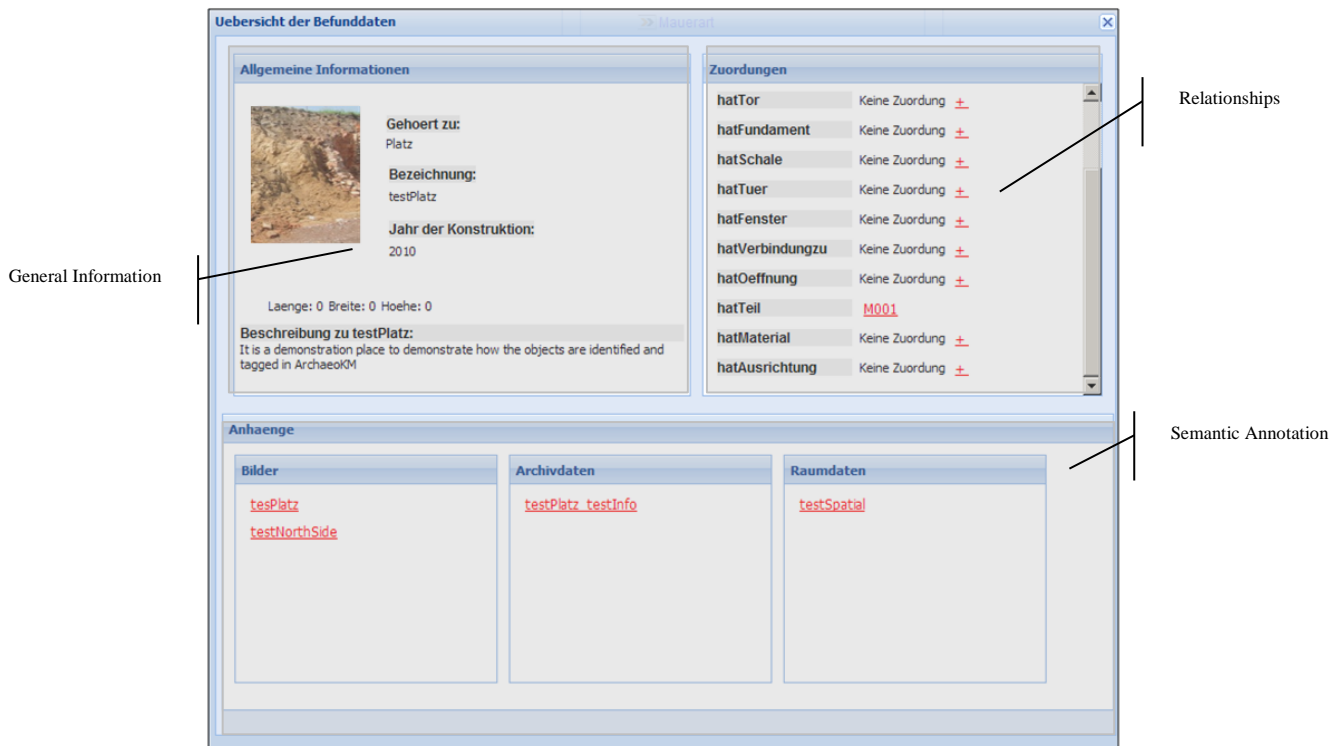 Uebersicht der Befunddaten
Mauerart
Allgemeine Informationen
Gehoert zu:
Platz
Bezeichnung:
testPlatz
Jahr der Konstruktion:
2010
Laenge: 0 Breite: 0 Hoehe: 0
Beschreibung zu testPlatz:
It is a demonstration place to demonstrate how the objects are identified and
tagged in ArchaeoKM
General Information
Zuordungen
hatTor Keine Zuordung +
hatFundament Keine Zuordung +
hatSchale Keine Zuordung +
hatTuer Keine Zuordung +
hatFenster Keine Zuordung +
hatVerbindungzu Keine Zuordung +
hatOeffnung Keine Zuordung +
hatTeil M001
hatMaterial Keine Zuordung +
hatAusrichtung Keine Zuordung +
Relationships
Anhaenge
Bilder
tesPlatz
testNorthSide
Archivdaten
testPlatz_testInfo
Raumdaten
testSpatial
Semantic Annotation